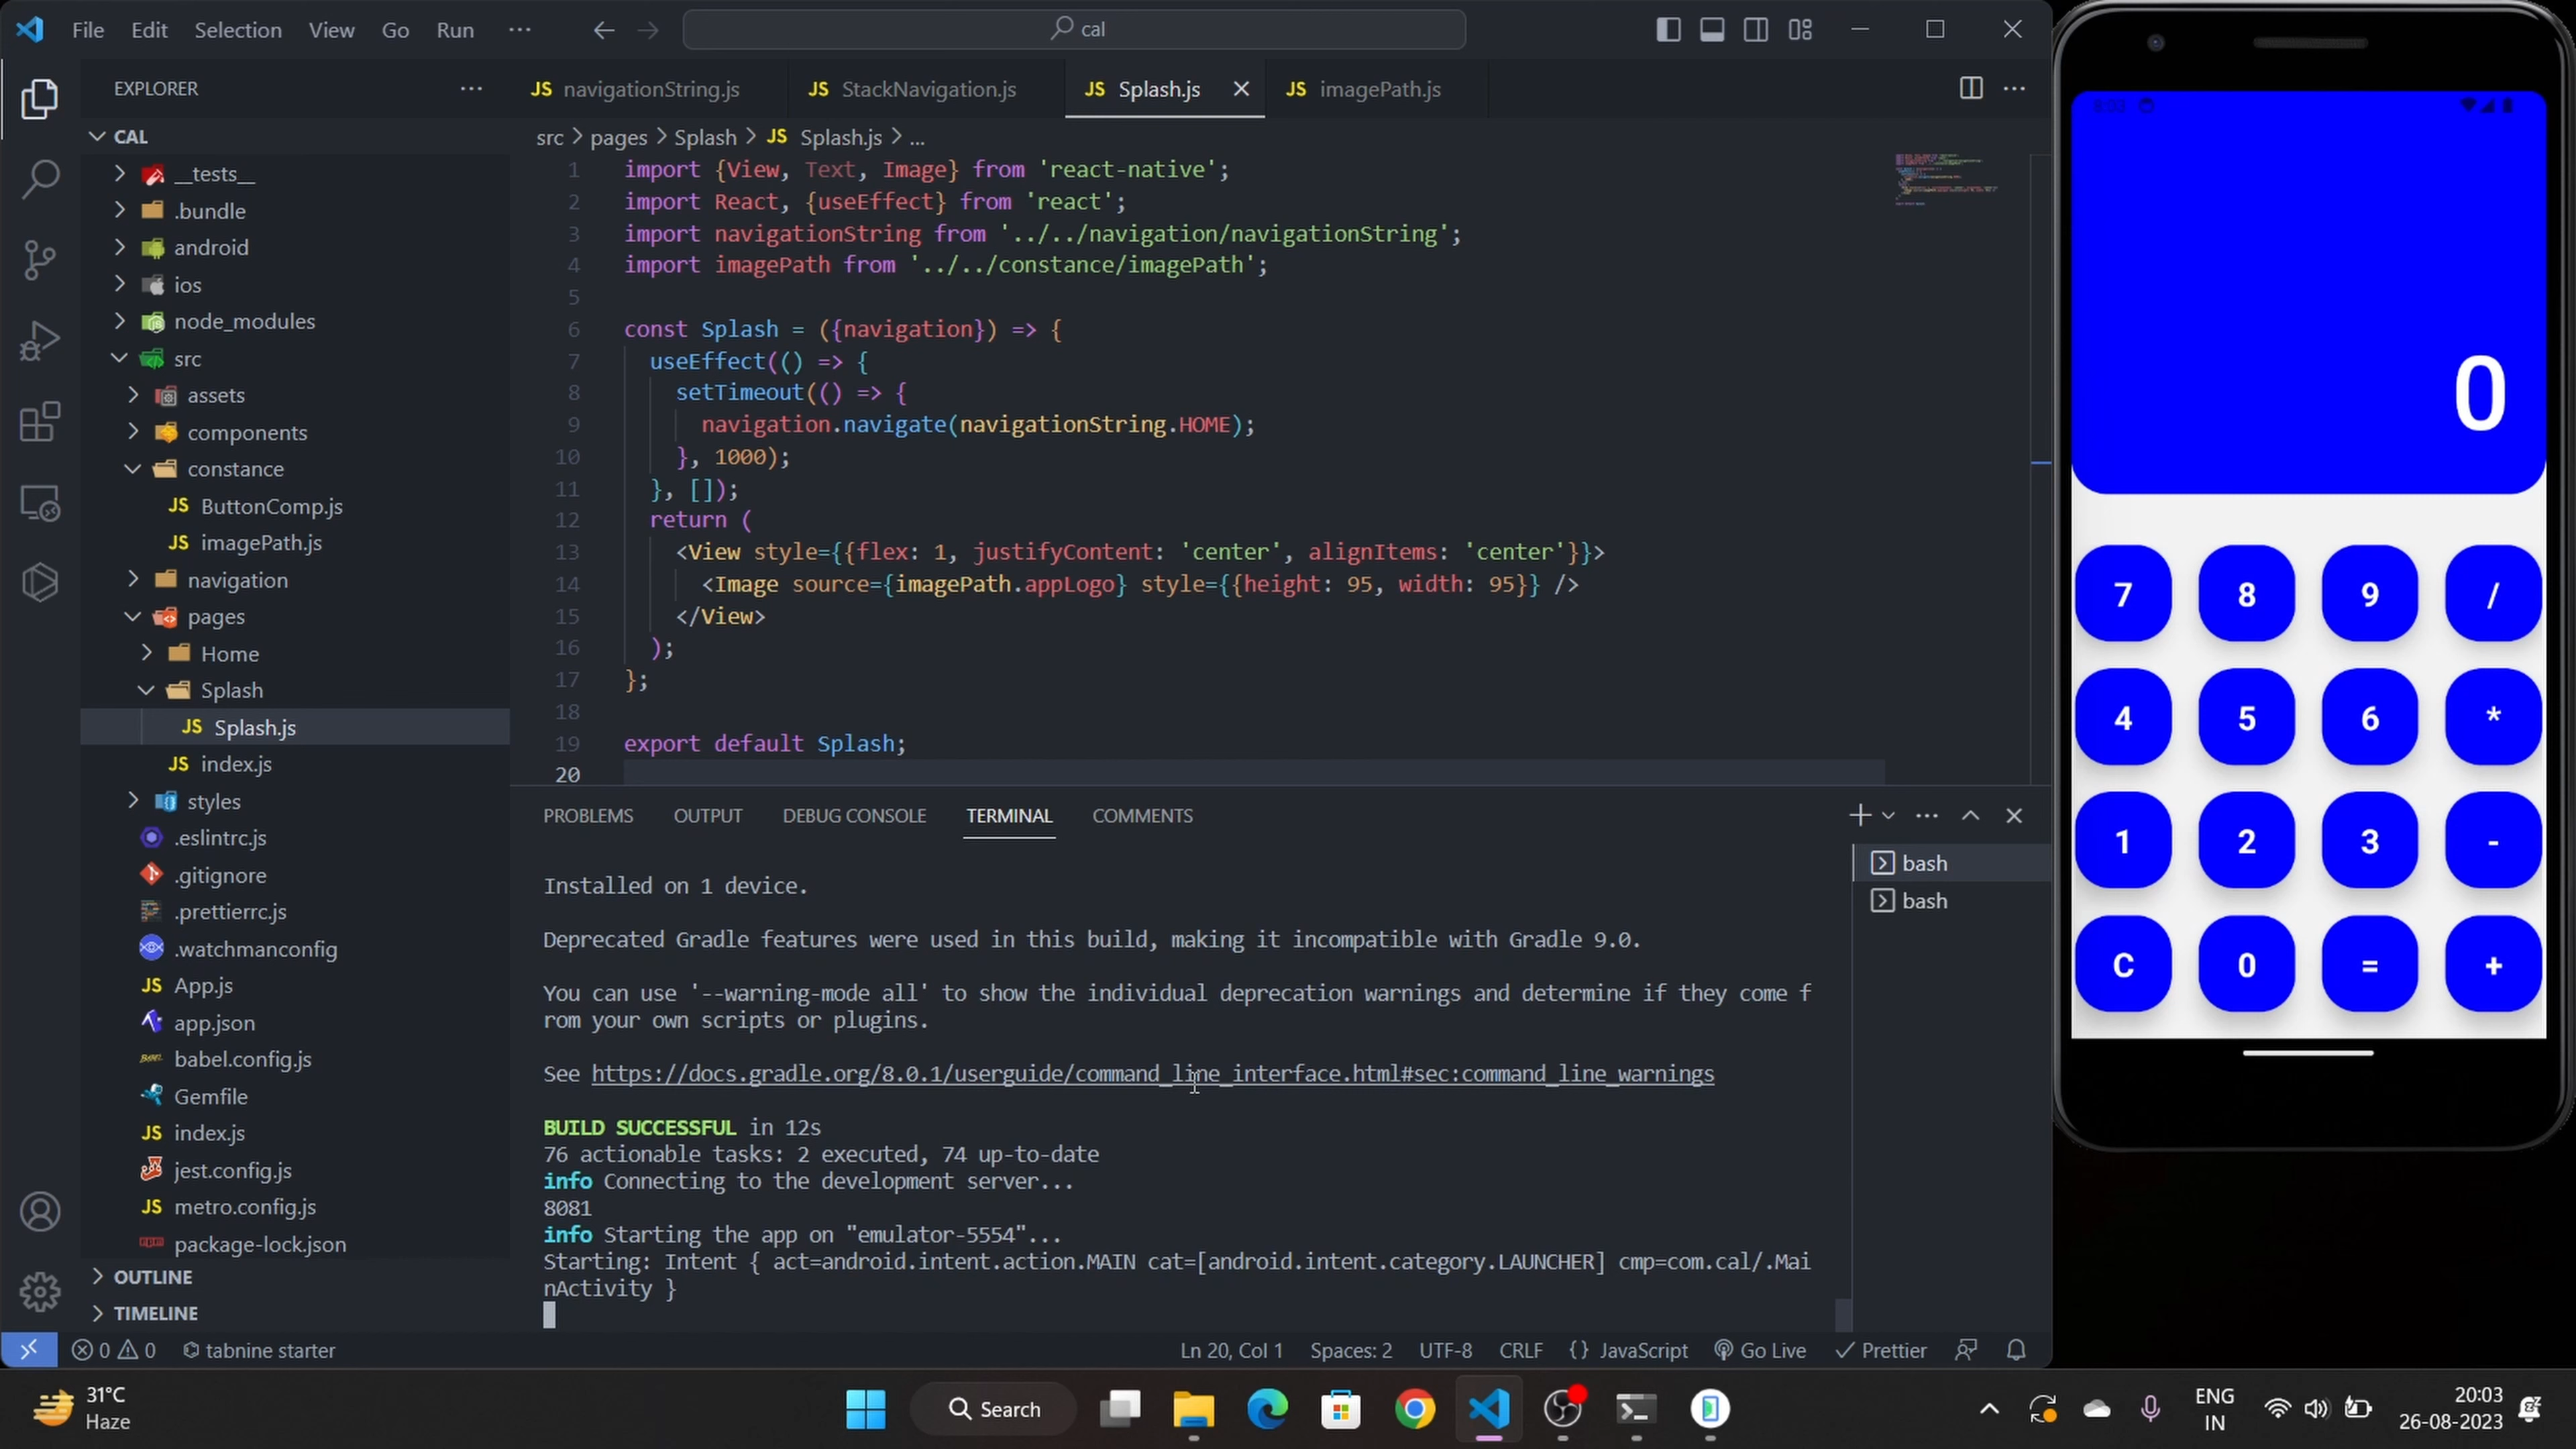 File Edit Selection View Go Run ··· cal
EXPLORER ···
CAL
__tests__
.bundle
android
ios
node_modules
src
assets
components
constance
JS ButtonComp.js
JS imagePath.js
navigation
pages
Home
Splash
JS Splash.js
JS index.js
styles
.eslintrc.js
.gitignore
.prettierrc.js
.watchmanconfig
JS App.js
app.json
BABEL babel.config.js
Gemfile
JS index.js
jest.config.js
JS metro.config.js
package-lock.json
OUTLINE
TIMELINE
JS navigationString.js JS StackNavigation.js JS Splash.js JS imagePath.js
src > pages > Splash > JS Splash.js > ...
1 import {View, Text, Image} from 'react-native';
2 import React, {useEffect} from 'react';
3 import navigationString from '../../navigation/navigationString';
4 import imagePath from '../../constance/imagePath';
5
6 const Splash = ({navigation}) => {
7 useEffect(() => {
8 setTimeout(() => {
9 navigation.navigate(navigationString.HOME);
10 }, 1000);
11 }, []);
12 return (
13 <View style={{flex: 1, justifyContent: 'center', alignItems: 'center'}}>
14 <Image source={imagePath.appLogo} style={{height: 95, width: 95}} />
15 </View>
16 );
17 };
18
19 export default Splash;
20
PROBLEMS OUTPUT DEBUG CONSOLE TERMINAL COMMENTS
bash
bash
Installed on 1 device.
Deprecated Gradle features were used in this build, making it incompatible with Gradle 9.0.
You can use '--warning-mode all' to show the individual deprecation warnings and determine if they come f
rom your own scripts or plugins.
See https://docs.gradle.org/8.0.1/userguide/command_line_interface.html#sec:command_line_warnings
BUILD SUCCESSFUL in 12s
76 actionable tasks: 2 executed, 74 up-to-date
info Connecting to the development server...
8081
info Starting the app on "emulator-5554"...
Starting: Intent { act=android.intent.action.MAIN cat=[android.intent.category.LAUNCHER] cmp=com.cal/.Mai
nActivity }
0 0 tabnine starter Ln 20, Col 1 Spaces: 2 UTF-8 CRLF {} JavaScript Go Live Prettier
8:03
0
7 8 9 /
4 5 6 *
1 2 3 -
C 0 = +
31°C
Haze
Search
ENG
IN
20:03
26-08-2023